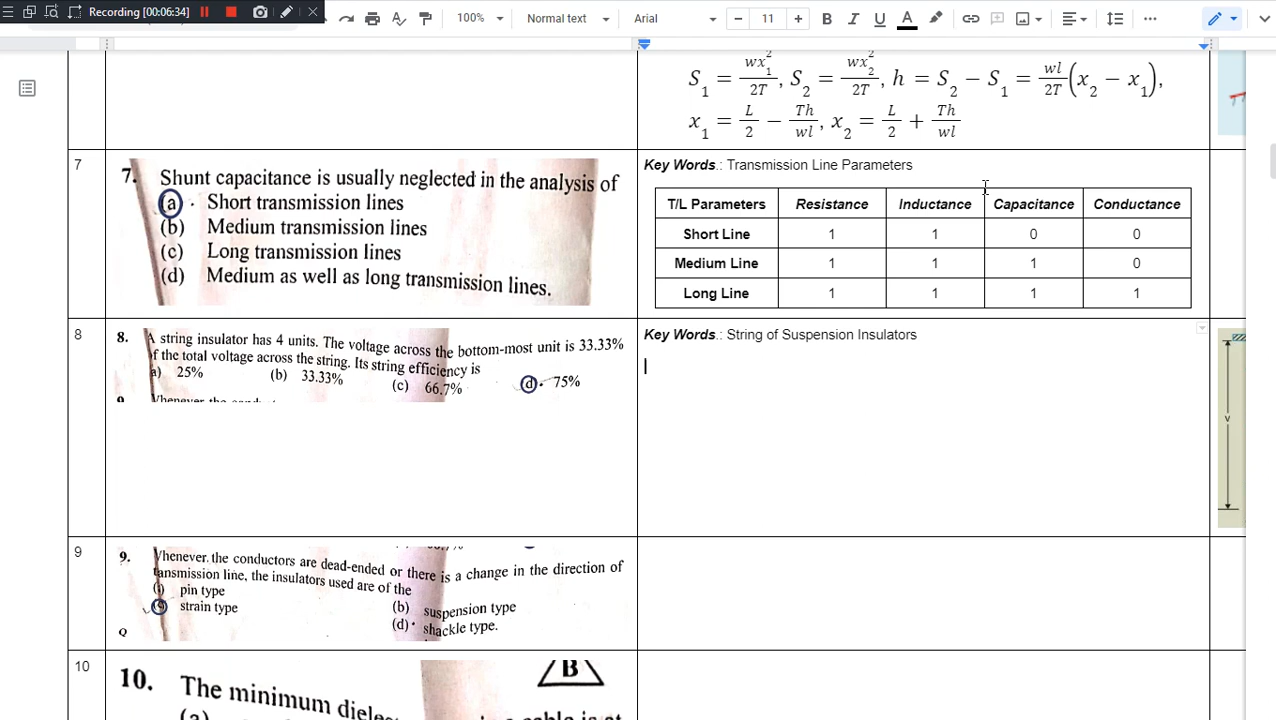 Recording [00:06:34]
100%
Normal text
Arial
11
B I U A
S1 = wx1^2/2T, S2 = wx2^2/2T, h = S2 − S1 = wl/2T (x2 − x1),
x1 = L/2 − Th/wl, x2 = L/2 + Th/wl
7
7. Shunt capacitance is usually neglected in the analysis of
(a) Short transmission lines
(b) Medium transmission lines
(c) Long transmission lines
(d) Medium as well as long transmission lines.
Key Words.: Transmission Line Parameters
T/L Parameters Resistance Inductance Capacitance Conductance
Short Line 1 1 0 0
Medium Line 1 1 1 0
Long Line 1 1 1 1
8
8. A string insulator has 4 units. The voltage across the bottom-most unit is 33.33%
of the total voltage across the string. Its string efficiency is
a) 25% (b) 33.33% (c) 66.7% (d) 75%
9
Key Words.: String of Suspension Insulators
V
9
9. Whenever the conductors are dead-ended or there is a change in the direction of
tansmission line, the insulators used are of the
pin type
(b) suspension type
strain type
(d) shackle type.
Q
10
10. The minimum
(a)
B